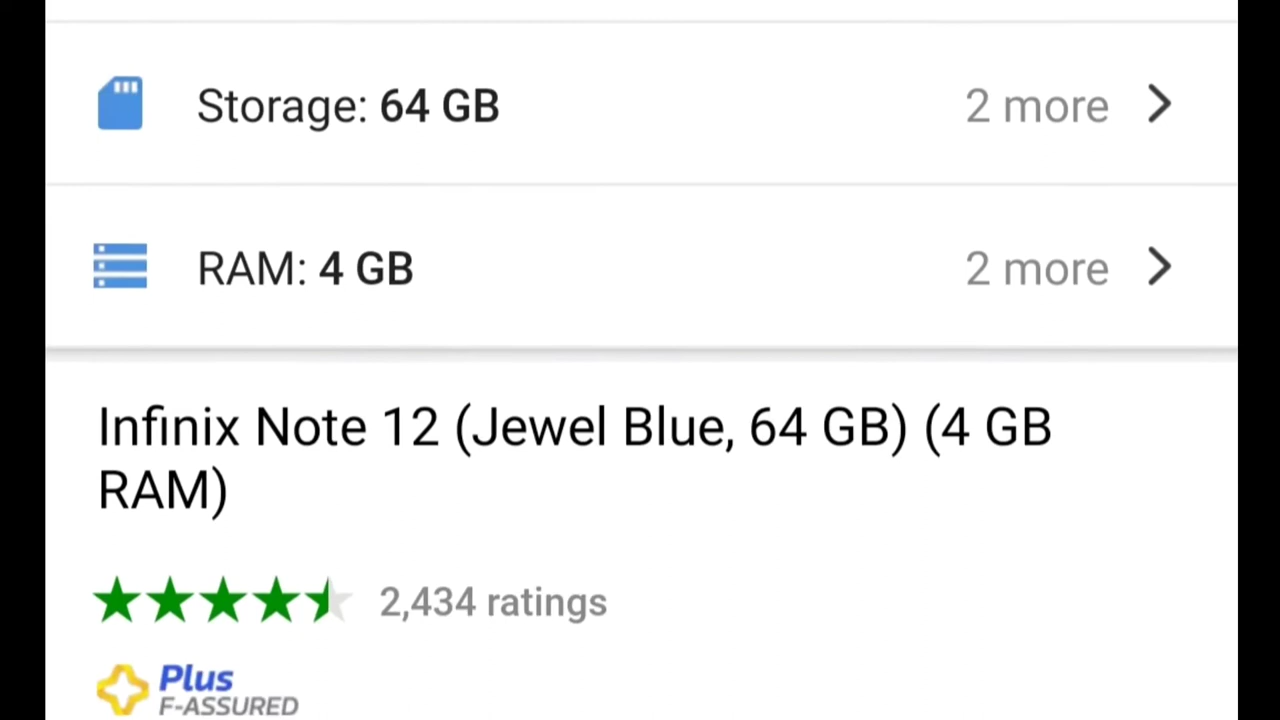 Storage: 64 GB 2 more
RAM: 4 GB 2 more
Infinix Note 12 (Jewel Blue, 64 GB) (4 GB
RAM)
2,434 ratings
Plus
F-ASSURED